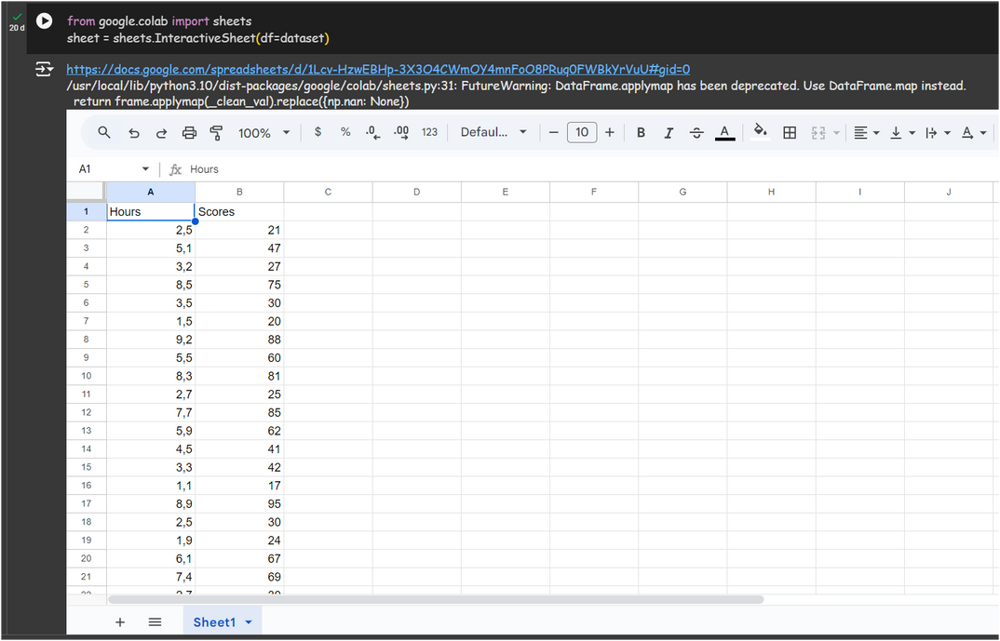 from google.colab import sheets
sheet = sheets.InteractiveSheet(df=dataset)
20 d
https://docs.google.com/spreadsheets/d/1Lcv-HzwEBHp-3X3O4CWmOY4mnFoO8PRuq0FWBkYrVuU#gid=0
/usr/local/lib/python3.10/dist-packages/google/colab/sheets.py:31: FutureWarning: DataFrame.applymap has been deprecated. Use DataFrame.map instead.
return frame.applymap(_clean_val).replace({np.nan: None})
100% $ % .0 .00 123 Defaul... − 10 + B I S A A
A1 fx Hours
A B C D E F G H I J
1 Hours Scores
2 2,5 21
3 5,1 47
4 3,2 27
5 8,5 75
6 3,5 30
7 1,5 20
8 9,2 88
9 5,5 60
10 8,3 81
11 2,7 25
12 7,7 85
13 5,9 62
14 4,5 41
15 3,3 42
16 1,1 17
17 8,9 95
18 2,5 30
19 1,9 24
20 6,1 67
21 7,4 69
+ Sheet1